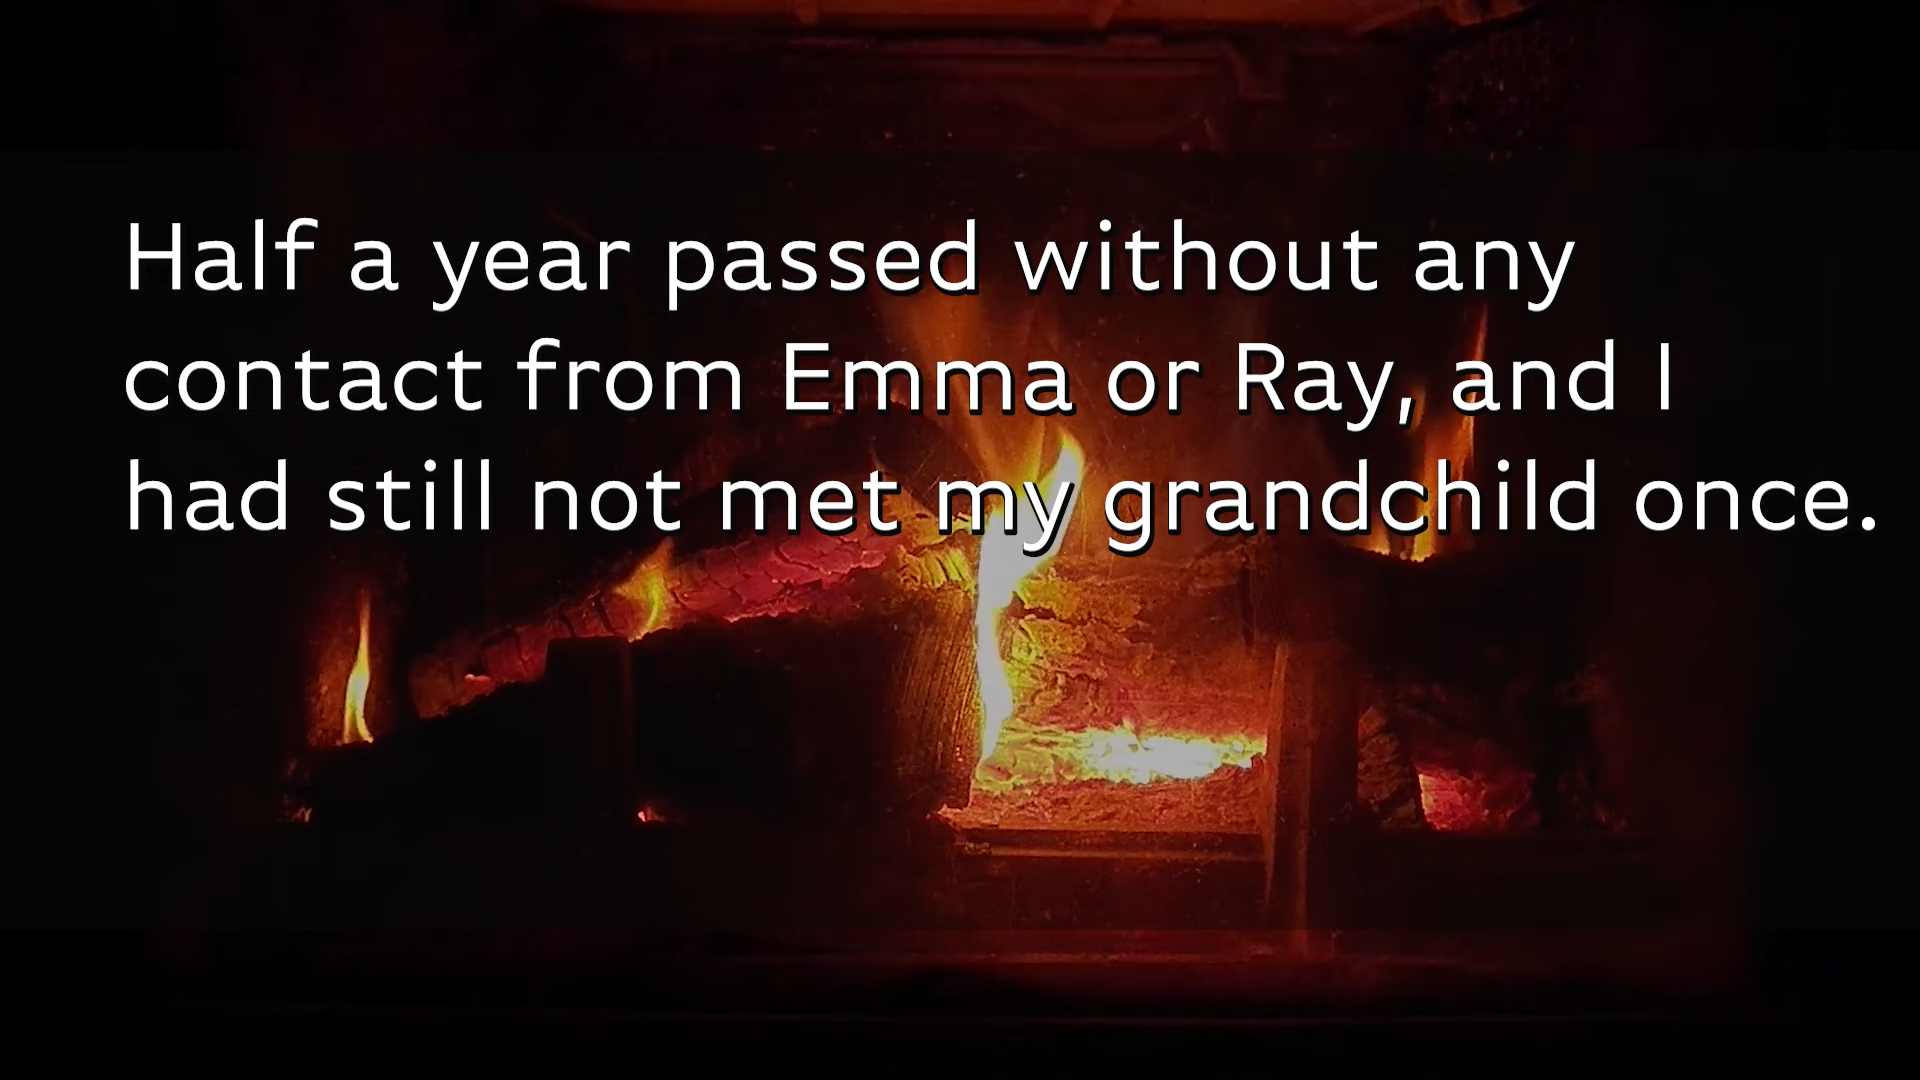 Half a year passed without any
contact from Emma or Ray, and I
had still not met my grandchild once.